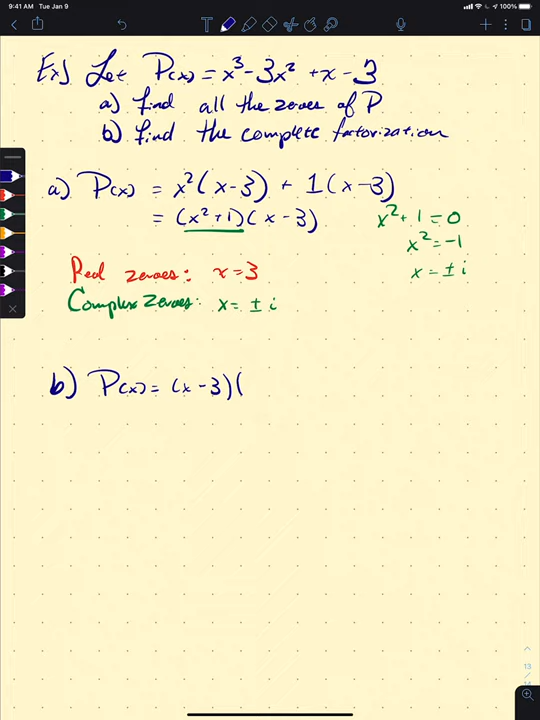 9:41 AM Tue Jan 9
100%
Ex) Let P(x) = x³ - 3x² + x - 3
a) find all the zeroes of P
b) find the complete factorization
a) P(x) = x²(x-3) + 1(x-3)
= (x²+1)(x-3)
x²+1=0
x²=-1
x=±i
Real zeroes: x=3
Complex zeroes: x=±i
b) P(x) = (x-3)(
13
/